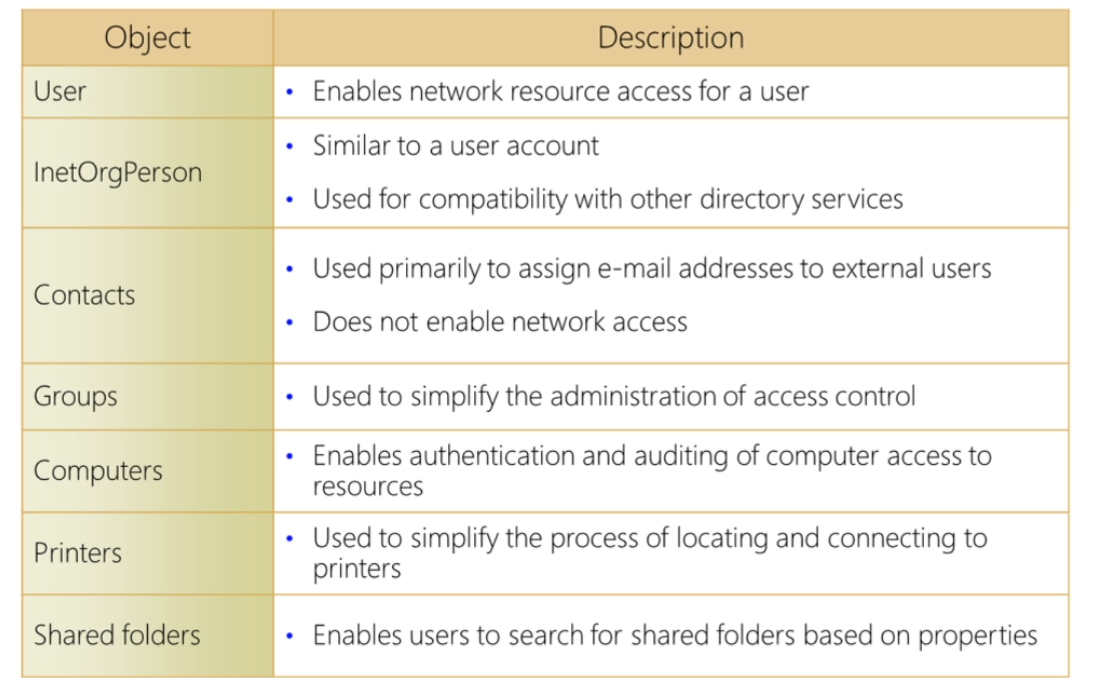 Object
Description
User
• Enables network resource access for a user
InetOrgPerson
• Similar to a user account
• Used for compatibility with other directory services
Contacts
• Used primarily to assign e-mail addresses to external users
• Does not enable network access
Groups
• Used to simplify the administration of access control
Computers
• Enables authentication and auditing of computer access to
resources
Printers
• Used to simplify the process of locating and connecting to
printers
Shared folders
• Enables users to search for shared folders based on properties